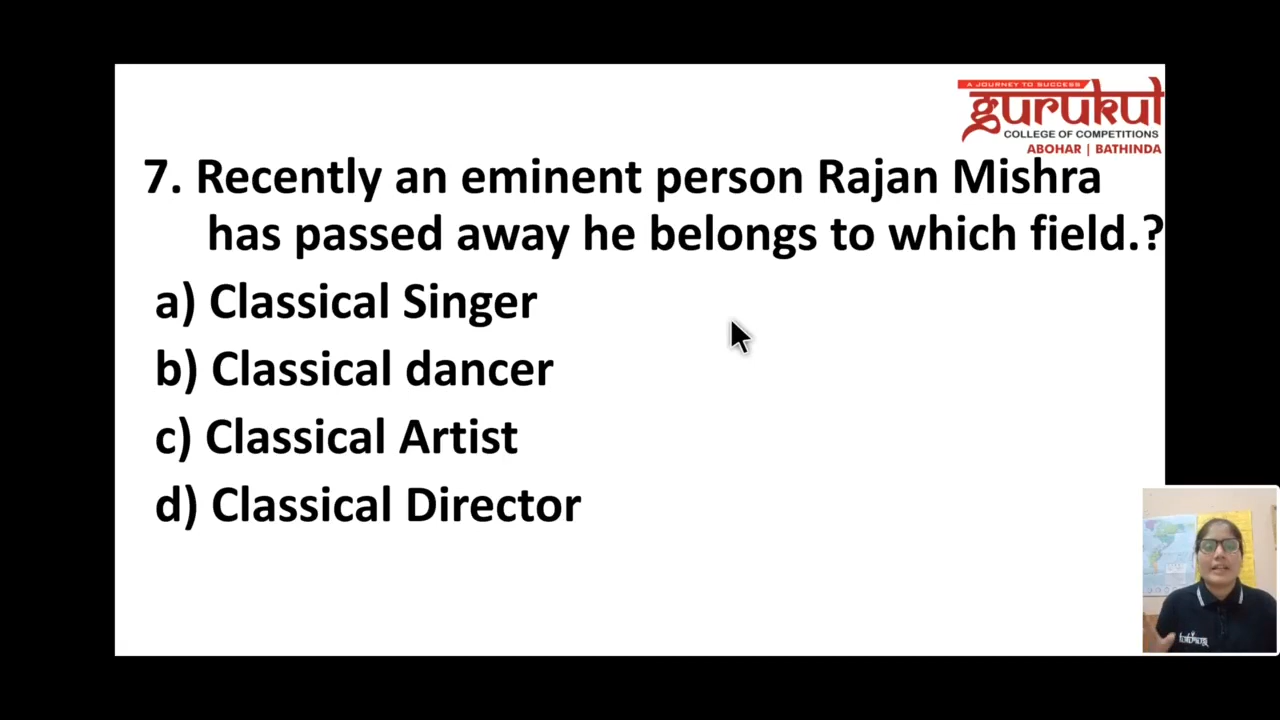 A JOURNEY TO SUCCESS
gurukul
COLLEGE OF COMPETITIONS
ABOHAR | BATHINDA
7. Recently an eminent person Rajan Mishra
has passed away he belongs to which field.?
a) Classical Singer
b) Classical dancer
c) Classical Artist
d) Classical Director